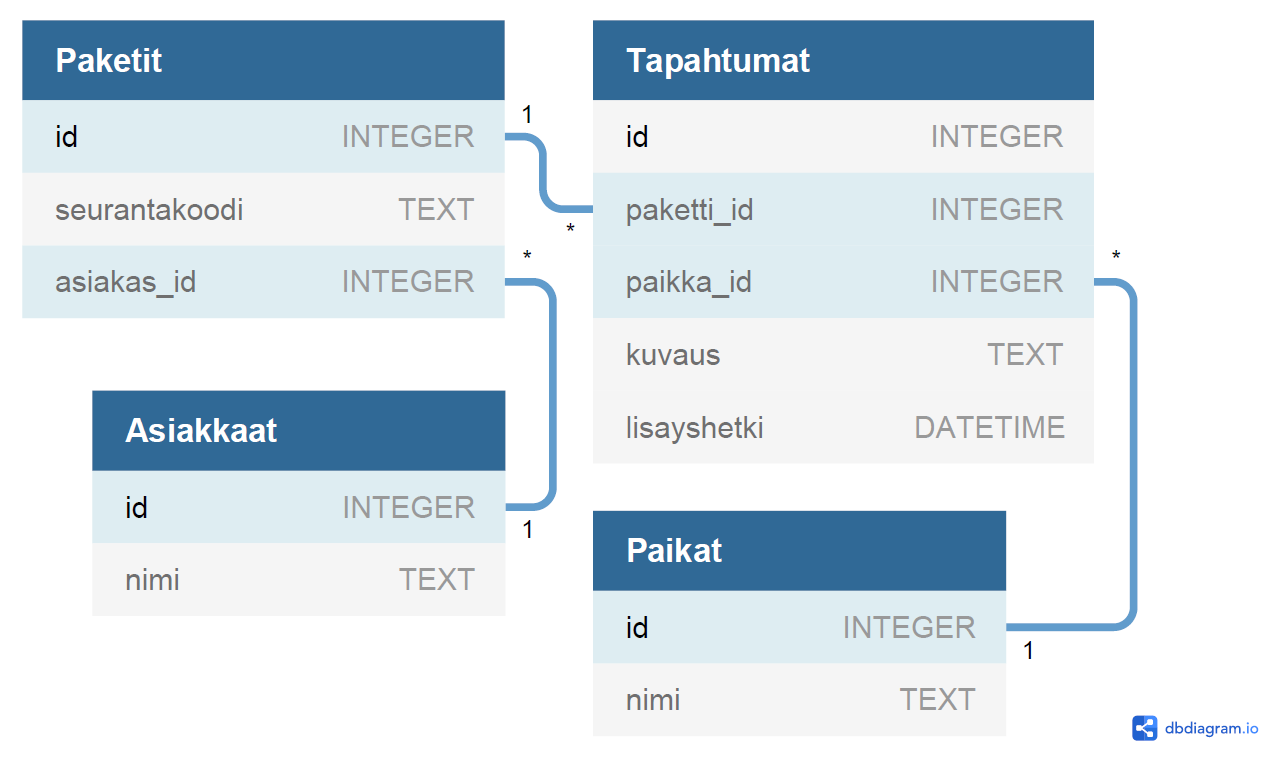 Paketit
id INTEGER
seurantakoodi TEXT
asiakas_id INTEGER
1
*
*
1
Asiakkaat
id INTEGER
nimi TEXT
Tapahtumat
id INTEGER
paketti_id INTEGER
paikka_id INTEGER
kuvaus TEXT
lisayshetki DATETIME
*
1
Paikat
id INTEGER
nimi TEXT
dbdiagram.io